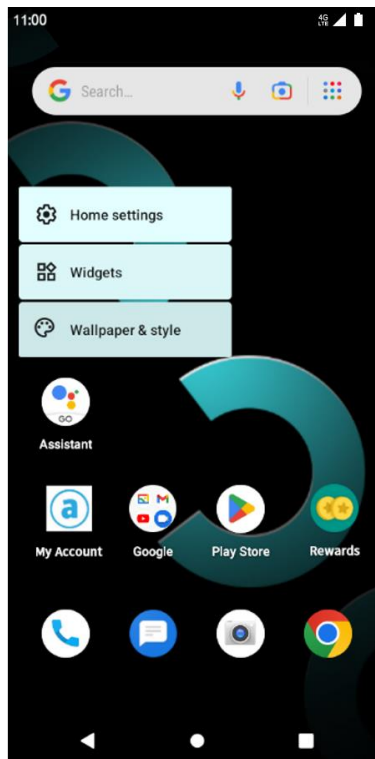 11:00
4G
LTE
Search…
Home settings
Widgets
Wallpaper & style
GO
Assistant
a
My Account
Google
Play Store
Rewards